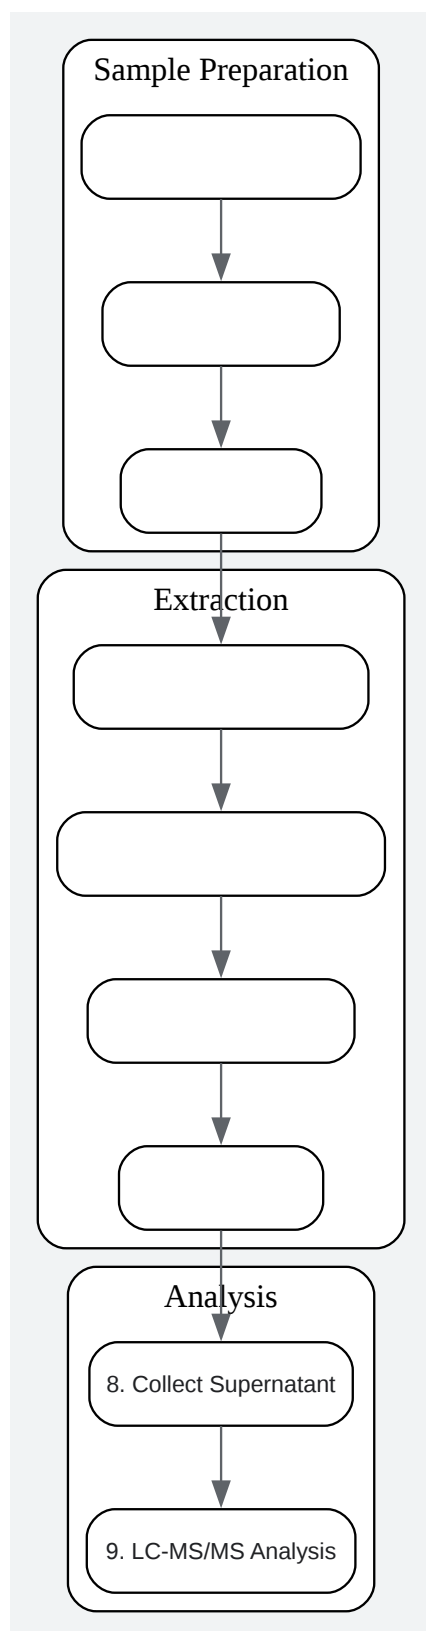 Sample Preparation
Extraction
Analysis
8. Collect Supernatant
9. LC-MS/MS Analysis